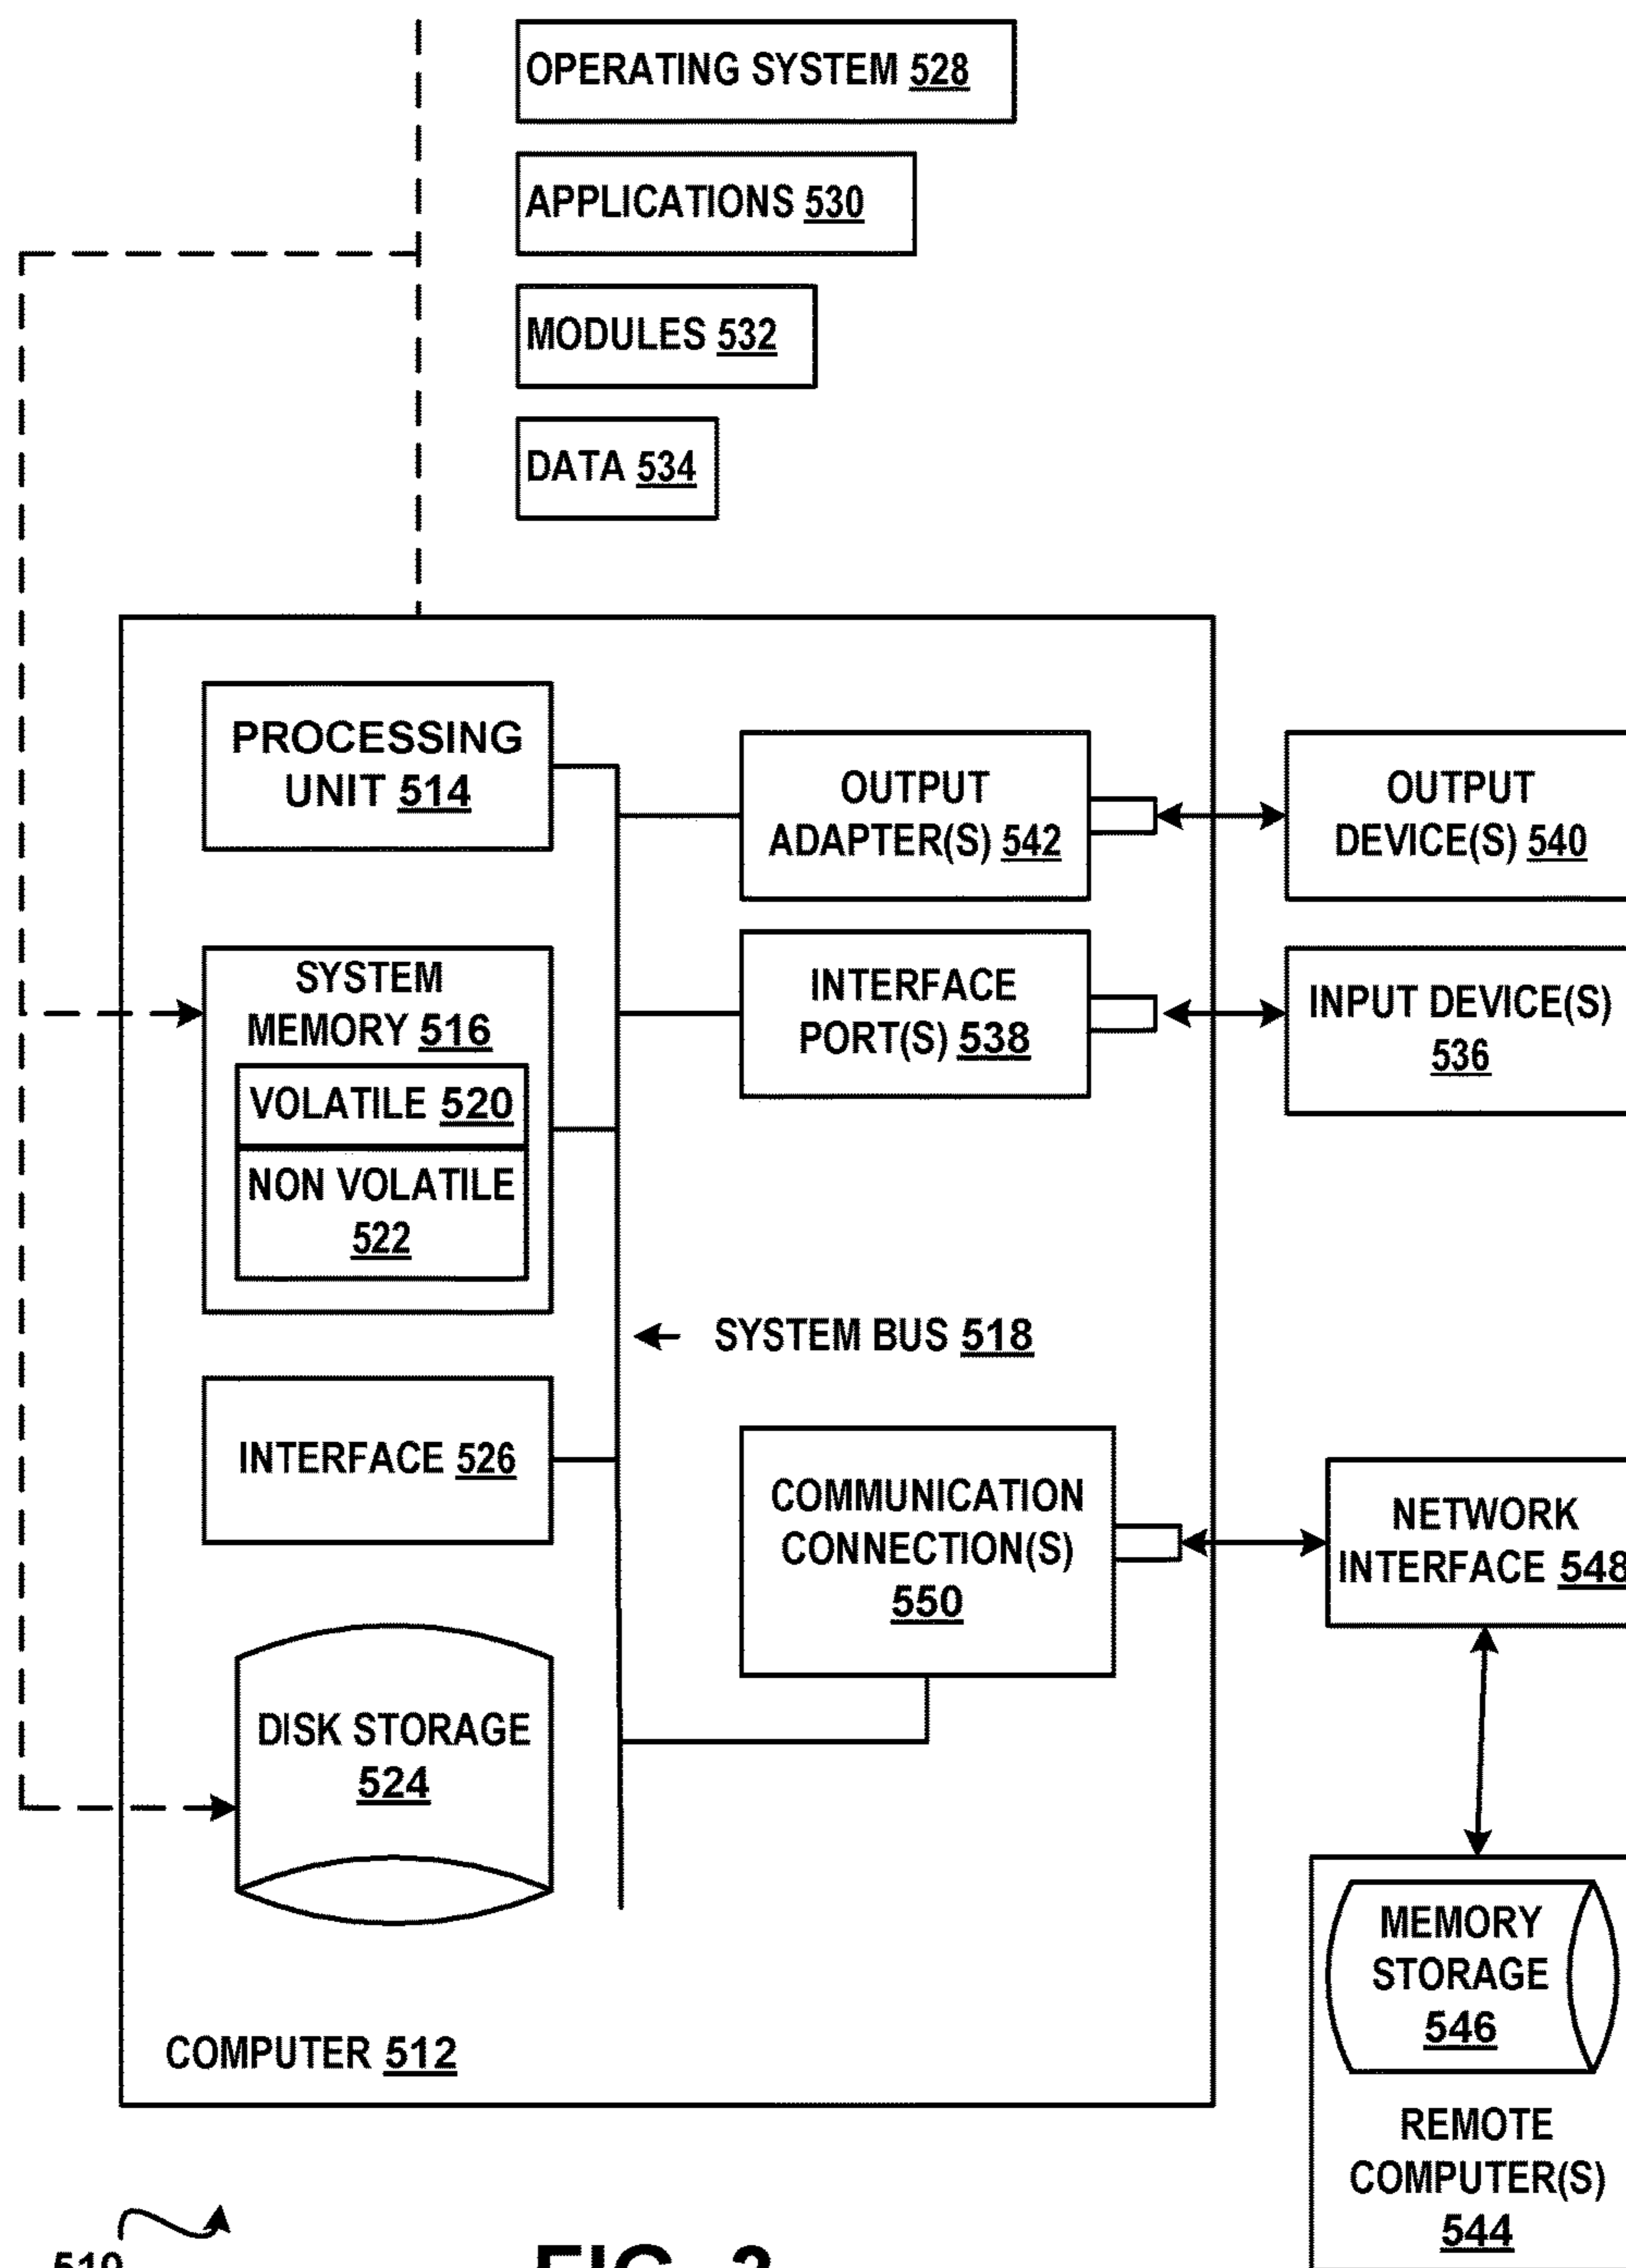 OPERATING SYSTEM 528
APPLICATIONS 530
MODULES 532
DATA 534
PROCESSING
UNIT 514
OUTPUT
ADAPTER(S) 542
OUTPUT
DEVICE(S) 540
SYSTEM
MEMORY 516
VOLATILE 520
NON VOLATILE
522
INTERFACE
PORT(S) 538
INPUT DEVICE(S)
536
SYSTEM BUS 518
INTERFACE 526
COMMUNICATION
CONNECTION(S)
550
NETWORK
INTERFACE 548
DISK STORAGE
524
MEMORY
STORAGE
546
COMPUTER 512
REMOTE
COMPUTER(S)
544
FIG.